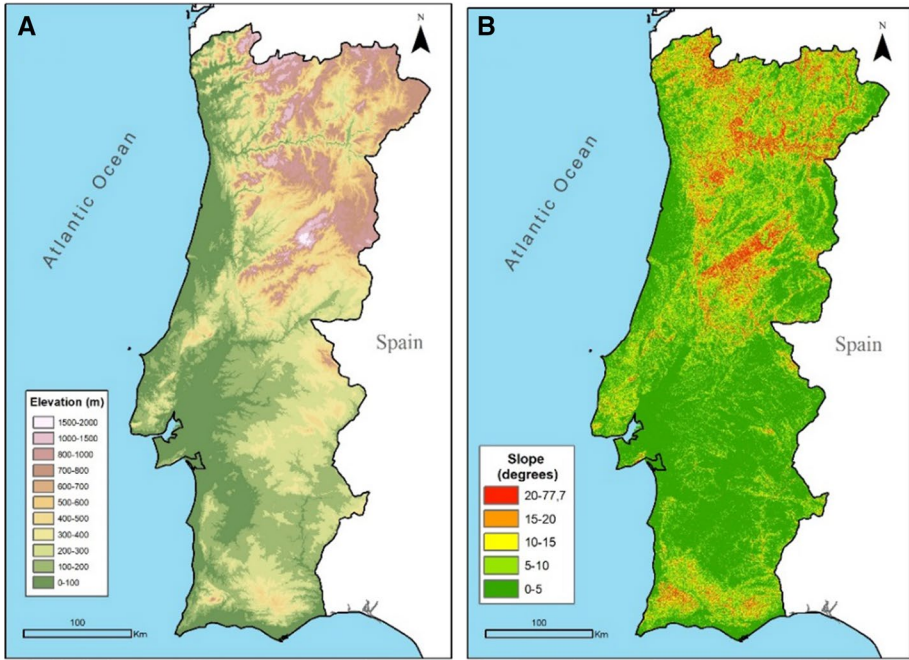 A
N
Atlantic Ocean
Spain
Elevation (m)
1500-2000
1000-1500
800-1000
700-800
600-700
500-600
400-500
300-400
200-300
100-200
0-100
100
Km
B
N
Atlantic Ocean
Spain
Slope
(degrees)
20-77,7
15-20
10-15
5-10
0-5
100
Km